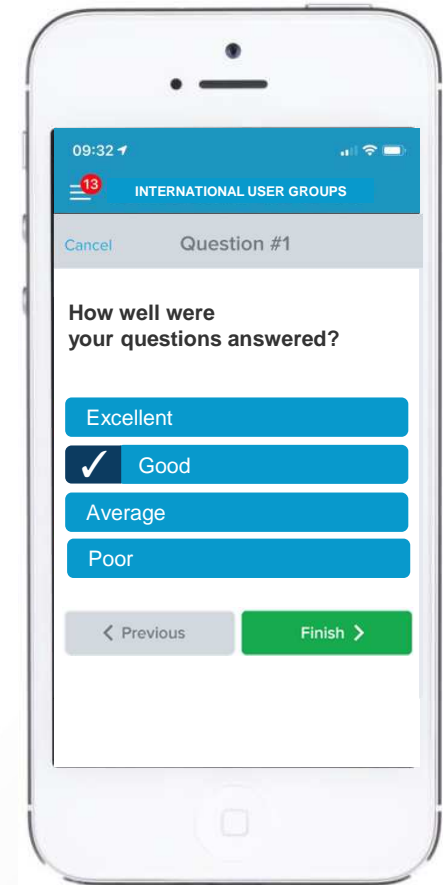 09:32
13
INTERNATIONAL USER GROUPS
Cancel Question #1
How well were
your questions answered?
Excellent
✓ Good
Average
Poor
< Previous Finish >